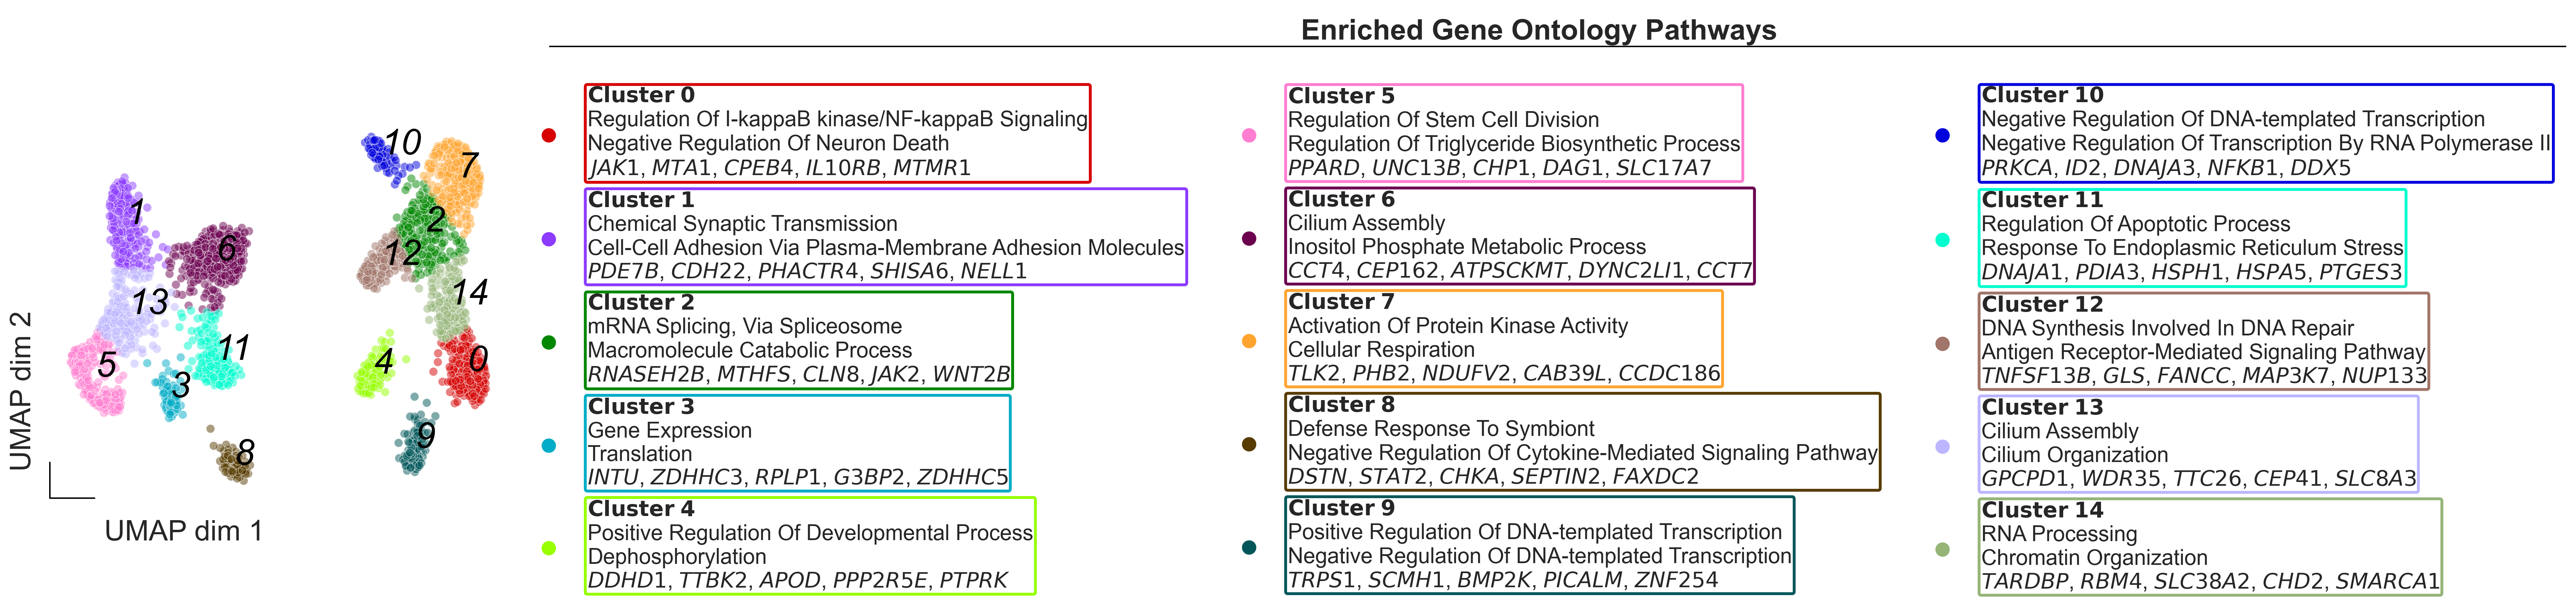 Enriched Gene Ontology Pathways
UMAP dim 2
UMAP dim 1
10
7
1
2
6
12
13
14
5
11
3
4
0
8
9
Cluster 0
Regulation Of I-kappaB kinase/NF-kappaB Signaling
Negative Regulation Of Neuron Death
JAK1, MTA1, CPEB4, IL10RB, MTMR1
Cluster 1
Chemical Synaptic Transmission
Cell-Cell Adhesion Via Plasma-Membrane Adhesion Molecules
PDE7B, CDH22, PHACTR4, SHISA6, NELL1
Cluster 2
mRNA Splicing, Via Spliceosome
Macromolecule Catabolic Process
RNASEH2B, MTHFS, CLN8, JAK2, WNT2B
Cluster 3
Gene Expression
Translation
INTU, ZDHHC3, RPLP1, G3BP2, ZDHHC5
Cluster 4
Positive Regulation Of Developmental Process
Dephosphorylation
DDHD1, TTBK2, APOD, PPP2R5E, PTPRK
Cluster 5
Regulation Of Stem Cell Division
Regulation Of Triglyceride Biosynthetic Process
PPARD, UNC13B, CHP1, DAG1, SLC17A7
Cluster 6
Cilium Assembly
Inositol Phosphate Metabolic Process
CCT4, CEP162, ATPSCKMT, DYNC2LI1, CCT7
Cluster 7
Activation Of Protein Kinase Activity
Cellular Respiration
TLK2, PHB2, NDUFV2, CAB39L, CCDC186
Cluster 8
Defense Response To Symbiont
Negative Regulation Of Cytokine-Mediated Signaling Pathway
DSTN, STAT2, CHKA, SEPTIN2, FAXDC2
Cluster 9
Positive Regulation Of DNA-templated Transcription
Negative Regulation Of DNA-templated Transcription
TRPS1, SCMH1, BMP2K, PICALM, ZNF254
Cluster 10
Negative Regulation Of DNA-templated Transcription
Negative Regulation Of Transcription By RNA Polymerase II
PRKCA, ID2, DNAJA3, NFKB1, DDX5
Cluster 11
Regulation Of Apoptotic Process
Response To Endoplasmic Reticulum Stress
DNAJA1, PDIA3, HSPH1, HSPA5, PTGES3
Cluster 12
DNA Synthesis Involved In DNA Repair
Antigen Receptor-Mediated Signaling Pathway
TNFSF13B, GLS, FANCC, MAP3K7, NUP133
Cluster 13
Cilium Assembly
Cilium Organization
GPCPD1, WDR35, TTC26, CEP41, SLC8A3
Cluster 14
RNA Processing
Chromatin Organization
TARDBP, RBM4, SLC38A2, CHD2, SMARCA1